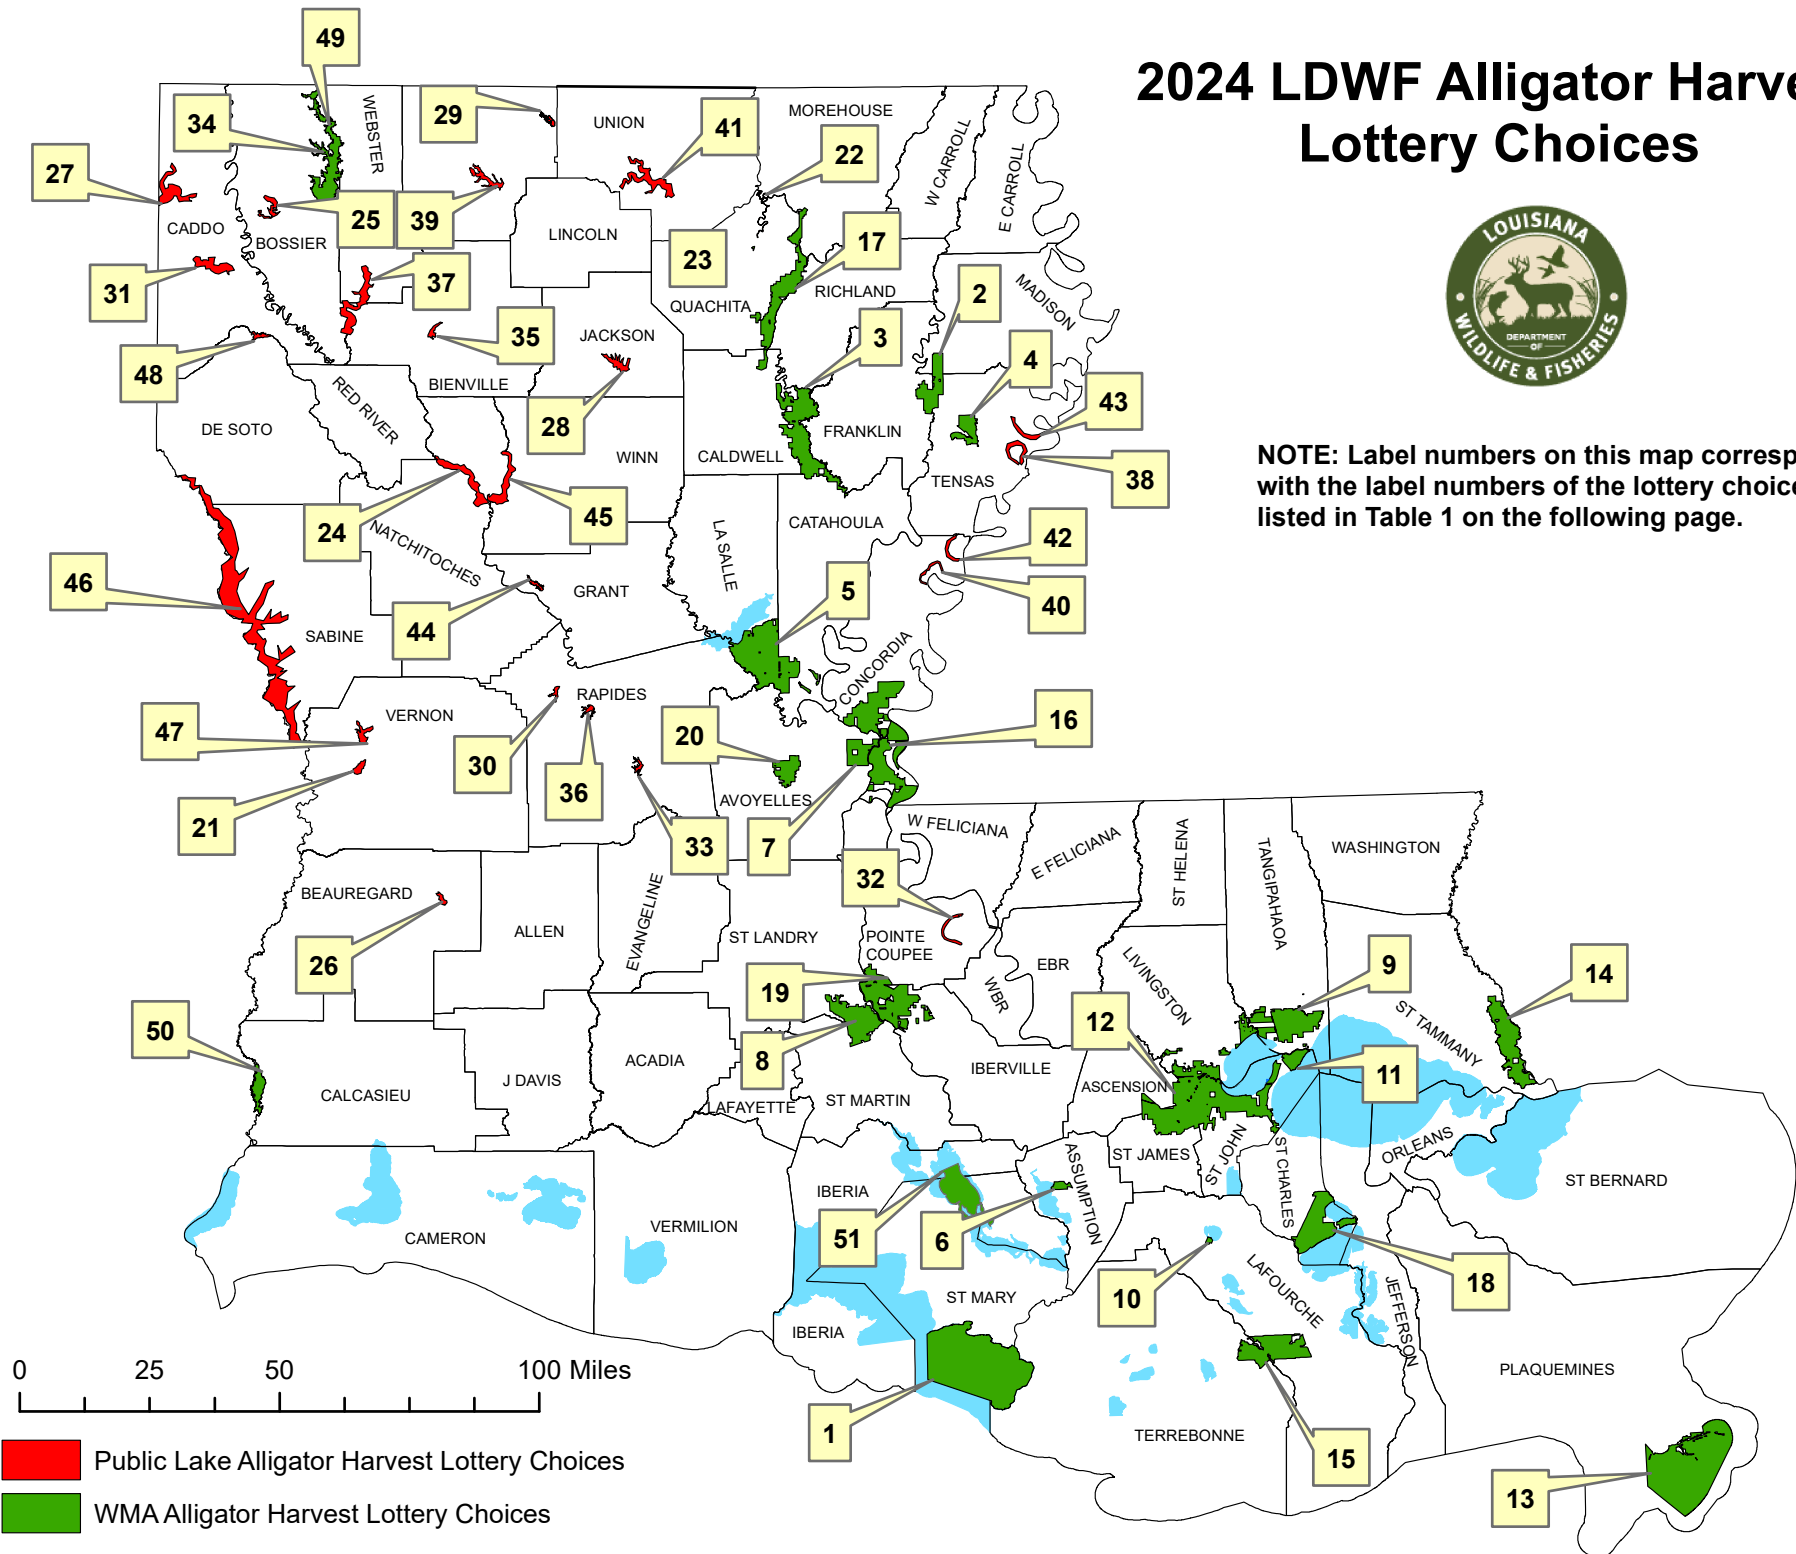 2024 LDWF Alligator Harve
Lottery Choices
LOUISIANA
DEPARTMENT
OF
WILDLIFE & FISHERIES
NOTE: Label numbers on this map corresp
with the label numbers of the lottery choice
listed in Table 1 on the following page.
49
34
29
41
22
27
25
39
23
17
31
37
2
35
3
4
48
28
43
38
24
45
42
46
44
5
40
47
30
36
20
16
21
33
7
32
26
19
9
14
50
8
12
11
51
6
10
18
1
15
13
WEBSTER
UNION
MOREHOUSE
W CARROLL
E CARROLL
CADDO
BOSSIER
LINCOLN
QUACHITA
RICHLAND
MADISON
JACKSON
BIENVILLE
RED RIVER
DE SOTO
WINN
CALDWELL
FRANKLIN
TENSAS
NATCHITOCHES
LA SALLE
CATAHOULA
GRANT
SABINE
CONCORDIA
VERNON
RAPIDES
AVOYELLES
W FELICIANA
E FELICIANA
ST HELENA
TANGIPAHAOA
WASHINGTON
BEAUREGARD
ALLEN
EVANGELINE
ST LANDRY
POINTE
COUPEE
EBR
WBR
LIVINGSTON
ST TAMMANY
CALCASIEU
J DAVIS
ACADIA
LAFAYETTE
ST MARTIN
IBERVILLE
ASCENSION
ST JAMES
ST JOHN
ST CHARLES
ORLEANS
ST BERNARD
ASSUMPTION
IBERIA
CAMERON
VERMILION
ST MARY
IBERIA
LAFOURCHE
JEFFERSON
TERREBONNE
PLAQUEMINES
0 25 50 100 Miles
Public Lake Alligator Harvest Lottery Choices
WMA Alligator Harvest Lottery Choices